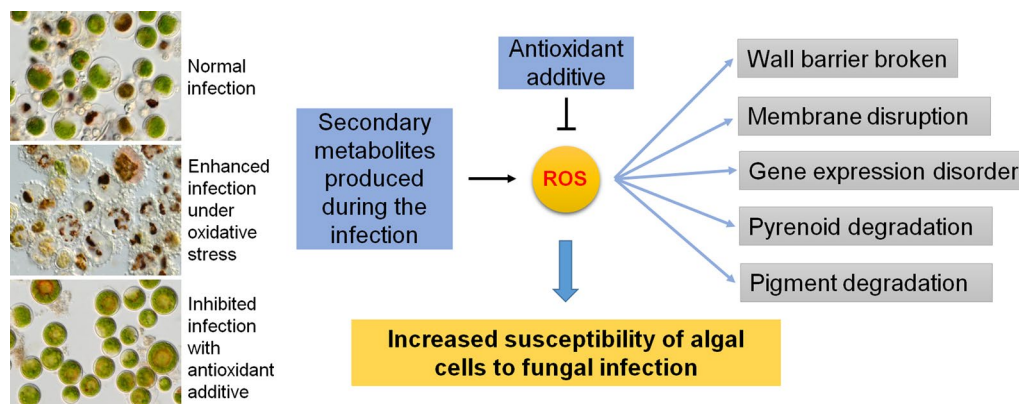 Normal
infection
Enhanced
infection
under
oxidative
stress
Inhibited
infection
with
antioxidant
additive
Antioxidant
additive
Secondary
metabolites
produced
during the
infection
ROS
Wall barrier broken
Membrane disruption
Gene expression disorder
Pyrenoid degradation
Pigment degradation
Increased susceptibility of algal
cells to fungal infection